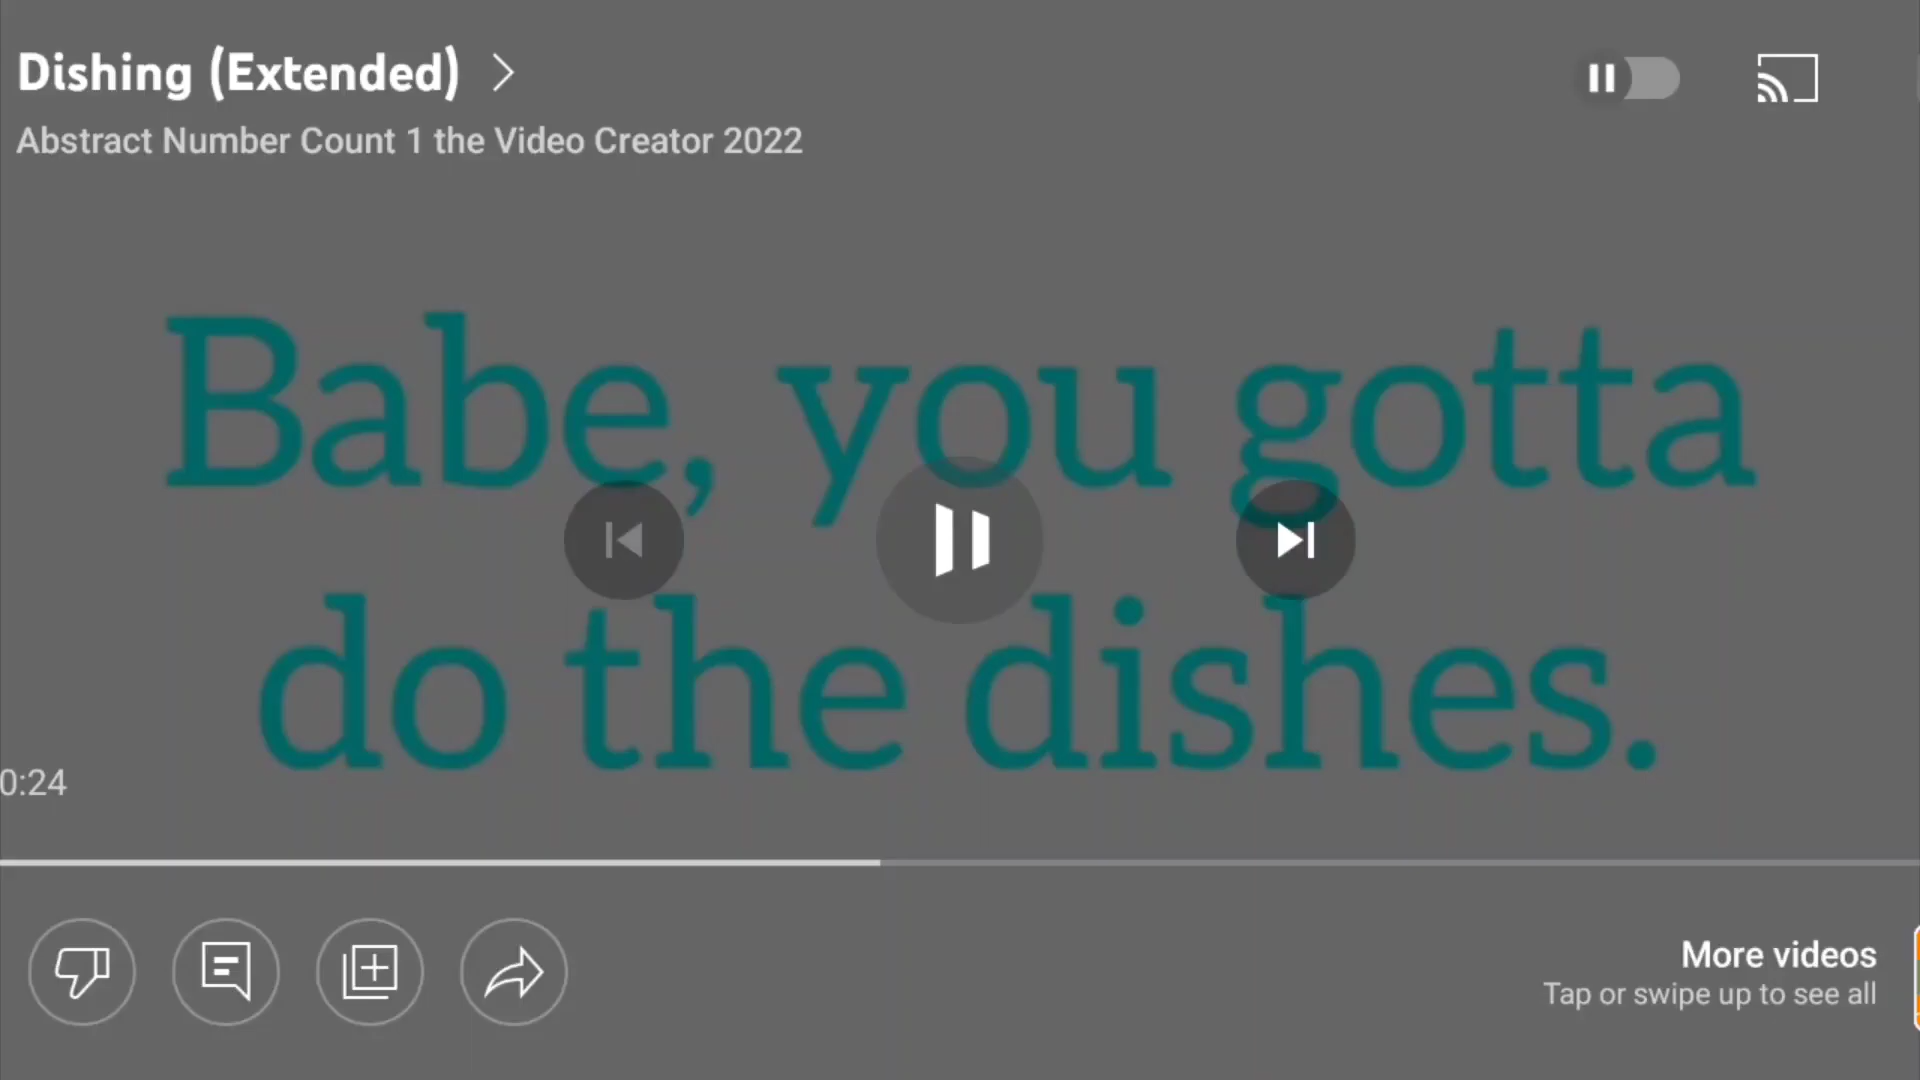 Dishing (Extended)
Abstract Number Count 1 the Video Creator 2022
Babe, you gotta
do the dishes.
0:24
More videos
Tap or swipe up to see all